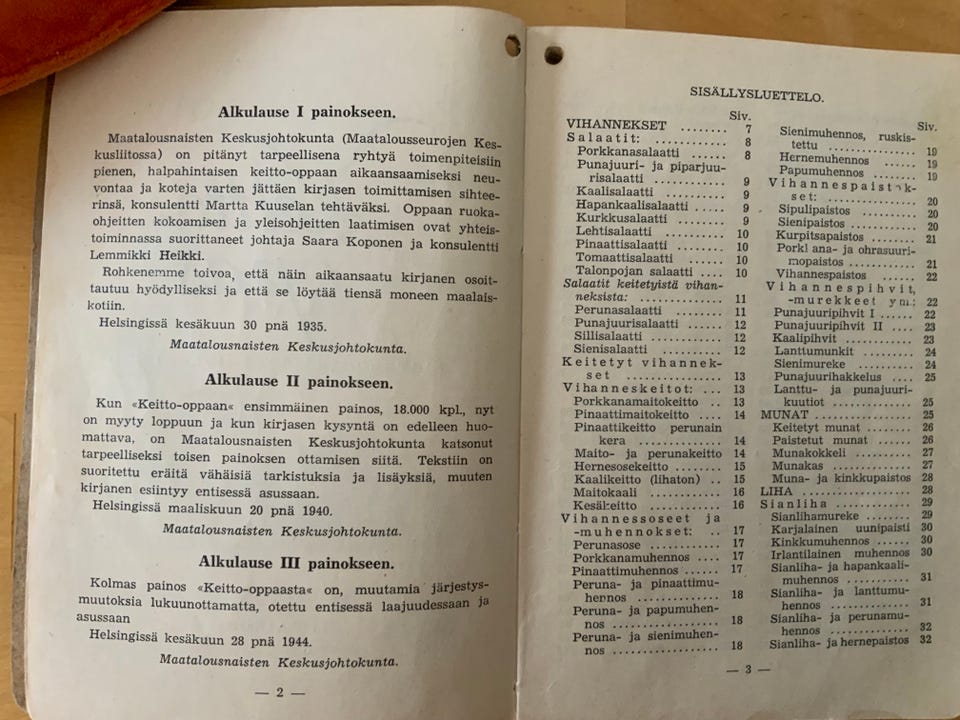 Alkulause I painokseen.
Maatalousnaisten Keskusjohtokunta (Maatalousseurojen Kes-
kusliitossa) on pitänyt tarpeellisena ryhtyä toimenpiteisiin
pienen, halpahintaisen keitto-oppaan aikaansaamiseksi neu-
vontaa ja koteja varten jättäen kirjasen toimittamisen sihtee-
rinsä, konsulentti Martta Kuuselan tehtäväksi. Oppaan ruoka-
ohjeitten kokoamisen ja yleisohjeitten laatimisen ovat yhteis-
toiminnassa suorittaneet johtaja Saara Koponen ja konsulentti
Lemmikki Heikki.
Rohkenemme toivoa, että näin aikaansaatu kirjanen osoit-
tautuu hyödylliseksi ja että se löytää tiensä moneen maalais-
kotiin.
Helsingissä kesäkuun 30 pnä 1935.
Maatalousnaisten Keskusjohtokunta.
Alkulause II painokseen.
Kun «Keitto-oppaan« ensimmäinen painos, 18.000 kpl., nyt
on myyty loppuun ja kun kirjasen kysyntä on edelleen huo-
mattava, on Maatalousnaisten Keskusjohtokunta katsonut
tarpeelliseksi toisen painoksen ottamisen siitä. Tekstiin on
suoritettu eräitä vähäisiä tarkistuksia ja lisäyksiä, muuten
kirjanen esiintyy entisessä asussaan.
Helsingissä maaliskuun 20 pnä 1940.
Maatalousnaisten Keskusjohtokunta.
Alkulause III painokseen.
Kolmas painos «Keitto-oppaasta« on, muutamia järjestys-
muutoksia lukuunottamatta, otettu entisessä laajuudessaan ja
asussaan
Helsingissä kesäkuun 28 pnä 1944.
Maatalousnaisten Keskusjohtokunta.
— 2 —
SISÄLLYSLUETTELO.
Siv.
VIHANNEKSET ........ 7
Salaatit: ............ 8
Porkkanasalaatti ...... 8
Punajuuri- ja piparjuu-
risalaatti ............ 9
Kaalisalaatti .......... 9
Hapankaalisalaatti ..... 9
Kurkkusalaatti ........ 9
Lehtisalaatti .......... 10
Pinaattisalaatti ........ 10
Tomaattisalaatti ....... 10
Talonpojan salaatti .... 10
Salaatit keitetyistä vihan-
neksista: .............. 11
Perunasalaatti ......... 11
Punajuurisalaatti ...... 12
Sillisalaatti ........... 12
Sienisalaatti .......... 12
Keitetyt vihannek-
set ................ 13
Vihanneskeitot: ... 13
Porkkanamaitokeitto .. 13
Pinaattimaitokeitto .... 14
Pinaattikeitto perunain
kera ................ 14
Maito- ja perunakeitto 14
Hernesosekeitto ........ 15
Kaalikeitto (lihaton) .. 15
Maitokaali ............ 16
Kesäkeitto ............ 16
Vihannessoseet ja
-muhennokset: .. 17
Perunasose ............ 17
Porkkanamuhennos .... 17
Pinaattimuhennos ...... 17
Peruna- ja pinaattimu-
hennos .............. 18
Peruna- ja papumuhen-
nos ................. 18
Peruna- ja sienimuhen-
nos ................. 18
Siv.
Sienimuhennos, ruskis-
tettu ............... 19
Hernemuhennos ....... 19
Papumuhennos ........ 19
Vihannespaistok-
set: ................ 20
Sipulipaistos .......... 20
Sienipaistos ........... 20
Kurpitsapaistos ........ 21
Porkkana- ja ohrasuuri-
mopaistos ........... 21
Vihannespaistos ....... 22
Vihannespihvit,
-murekkeet ym.: 22
Punajuuripihvit I ...... 22
Punajuuripihvit II .... 23
Kaalipihvit ........... 23
Lanttumunkit ......... 24
Sienimureke .......... 24
Punajuurihakkelus .... 25
Lanttu- ja punajuuri-
kuutiot .............. 25
MUNAT ............... 25
Keitetyt munat ........ 26
Paistetut munat ....... 26
Munakokkeli .......... 27
Munakas .............. 27
Muna- ja kinkkupaistos 28
LIHA .................. 28
Sianliha .............. 29
Sianlihamureke ........ 29
Karjalainen uunipaisti 30
Kinkkumuhennos ...... 30
Irlantilainen muhennos 30
Sianliha- ja hapankaali-
muhennos ........... 31
Sianliha- ja lanttumu-
hennos .............. 31
Sianliha- ja perunamu-
hennos .............. 32
Sianliha- ja hernepaistos 32
— 3 —